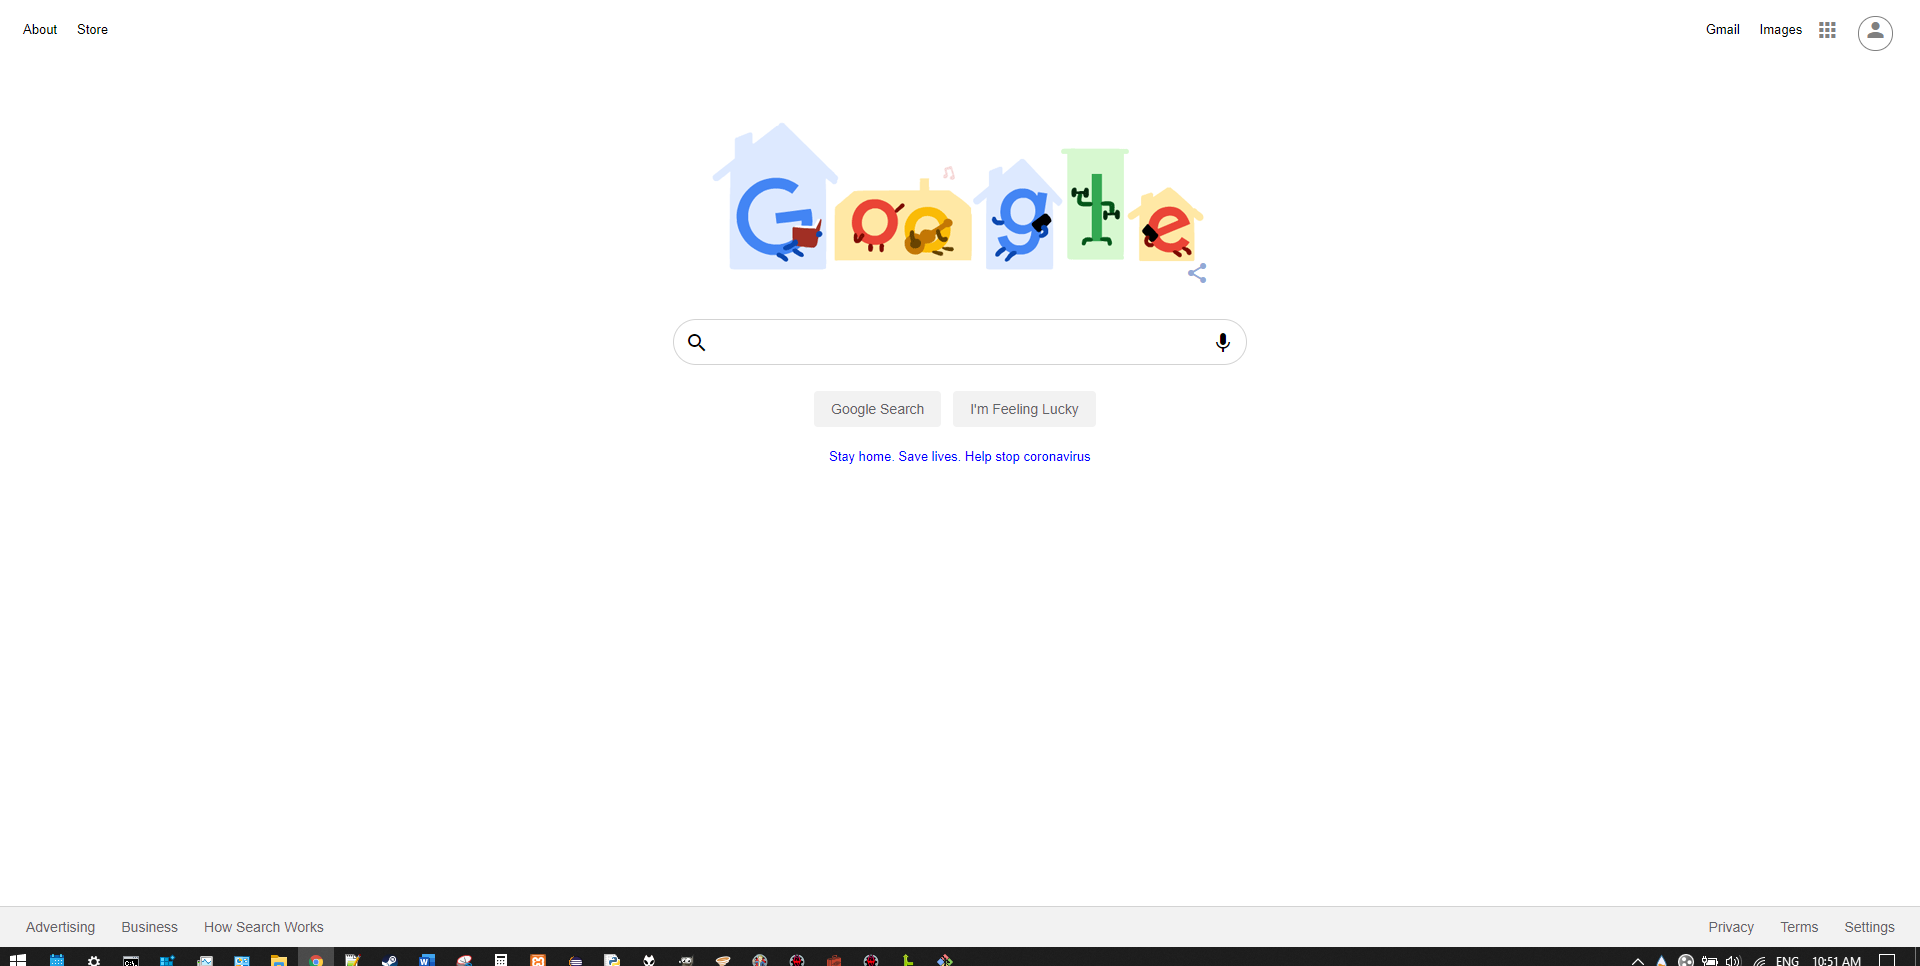 About Store
Gmail Images
Google
Google Search I'm Feeling Lucky
Stay home. Save lives. Help stop coronavirus
Advertising Business How Search Works
Privacy Terms Settings
ENG 10:51 AM